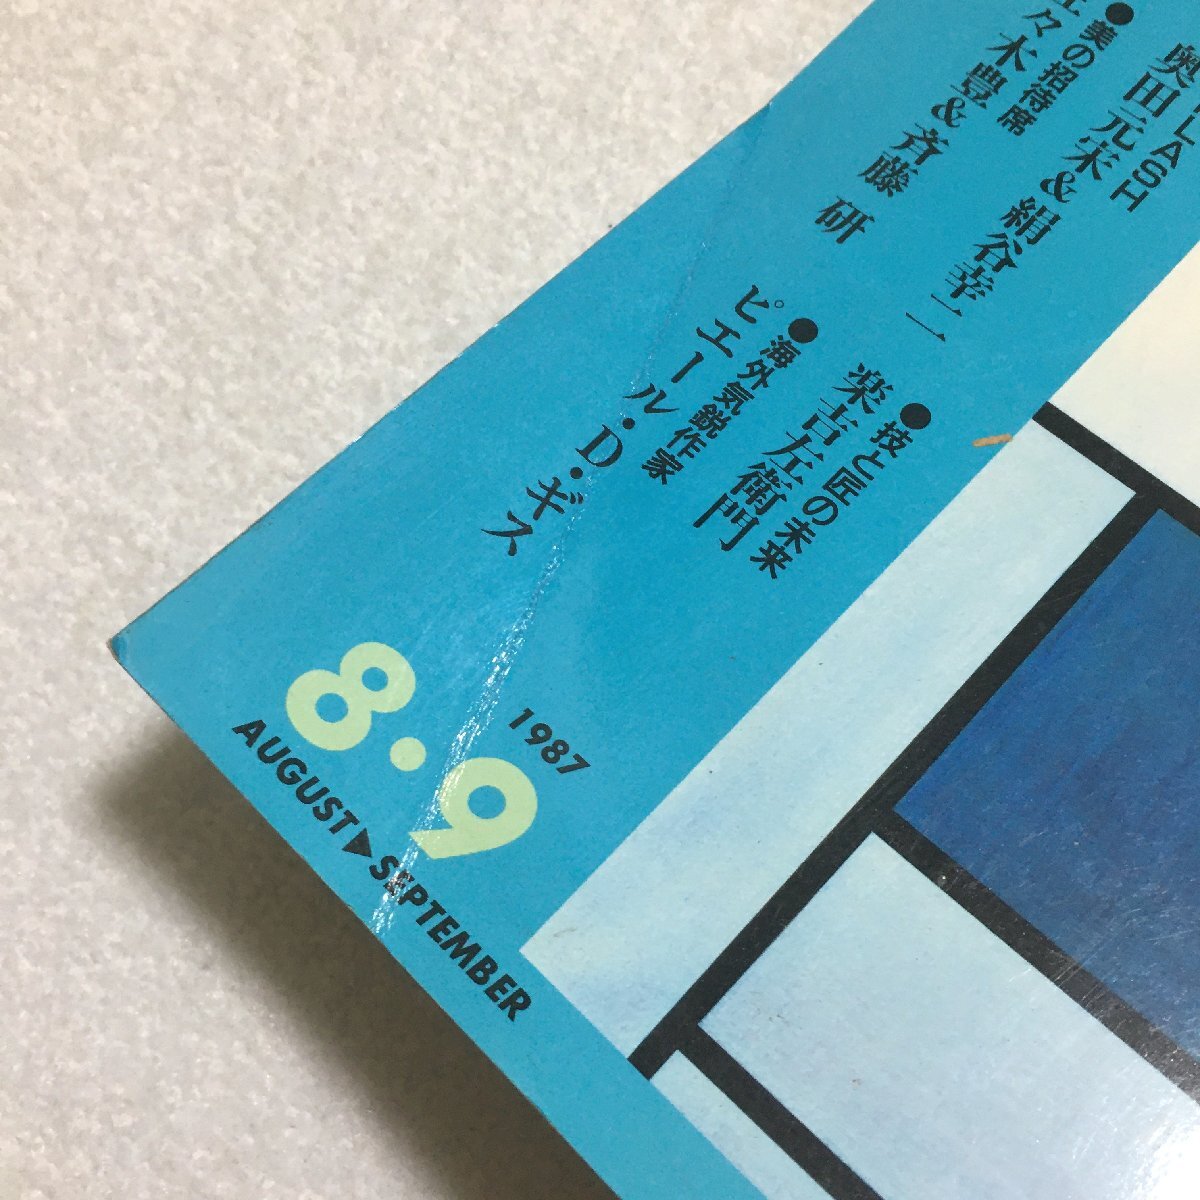 FLASH
奥田元宋&絹谷幸二
●美の招待席
佐々木豊&斉藤 研
●技と匠の未来
楽吉左衛門
●海外気鋭作家
ピエール・D・ギス
1987
8・9
AUGUST▶SEPTEMBER